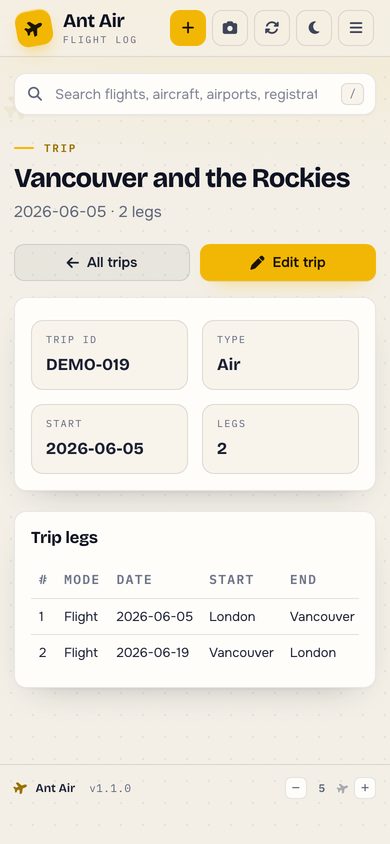 Ant Air
FLIGHT LOG
Search flights, aircraft, airports, registrat
/
TRIP
Vancouver and the Rockies
2026-06-05 · 2 legs
All trips
Edit trip
TRIP ID
DEMO-019
TYPE
Air
START
2026-06-05
LEGS
2
Trip legs
# MODE DATE START END
1 Flight 2026-06-05 London Vancouver
2 Flight 2026-06-19 Vancouver London
Ant Air v1.1.0
− 5 +